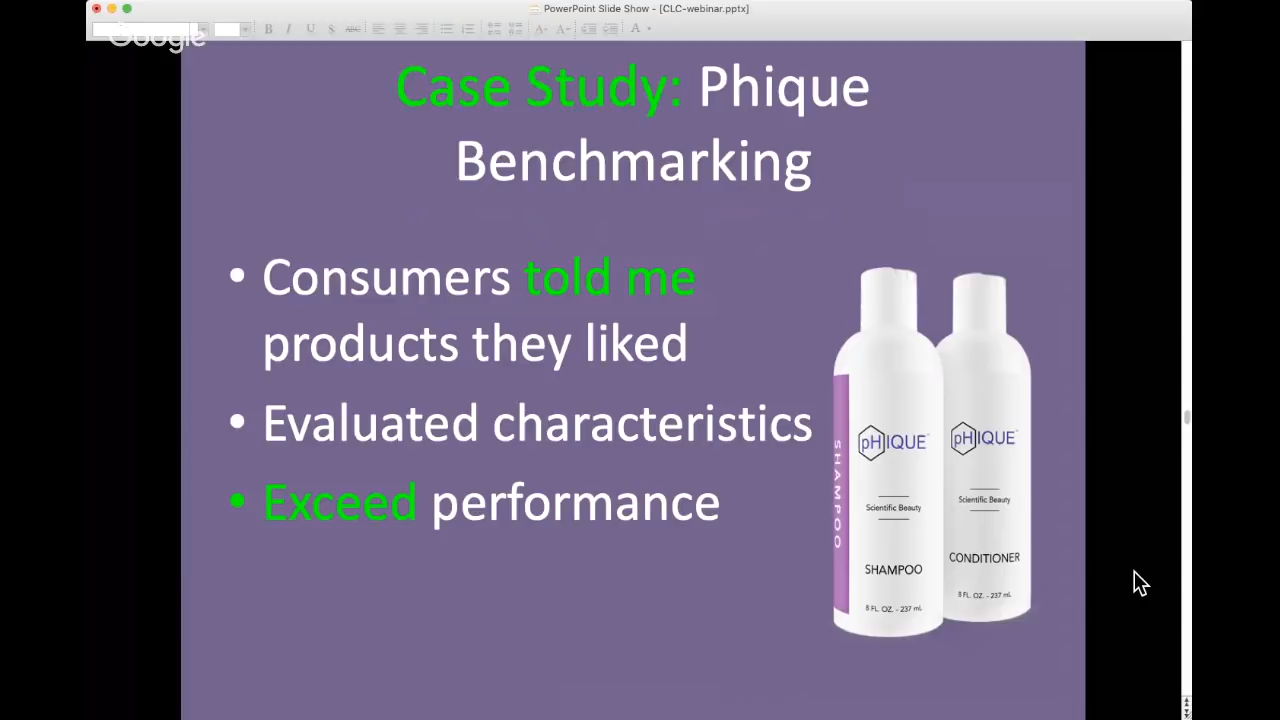 PowerPoint Slide Show - [CLC-webinar.pptx]
Google
Case Study: Phique
Benchmarking
• Consumers told me
products they liked
• Evaluated characteristics
• Exceed performance
SHAMPOO
pHIQUE™
Scientific Beauty
SHAMPOO
8 FL. OZ. - 237 mL
pHIQUE™
Scientific Beauty
CONDITIONER
8 FL. OZ. - 237 mL